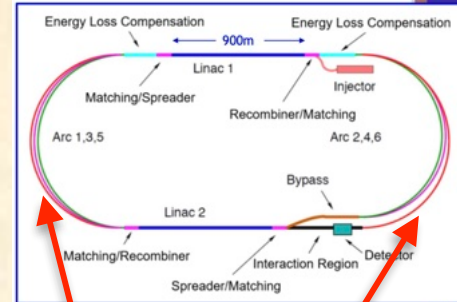 Energy Loss Compensation
Energy Loss Compensation
900m
Linac 1
Injector
Matching/Spreader
Recombiner/Matching
Arc 1,3,5
Arc 2,4,6
Bypass
Linac 2
Matching/Recombiner
Interaction Region
Detector
Spreader/Matching